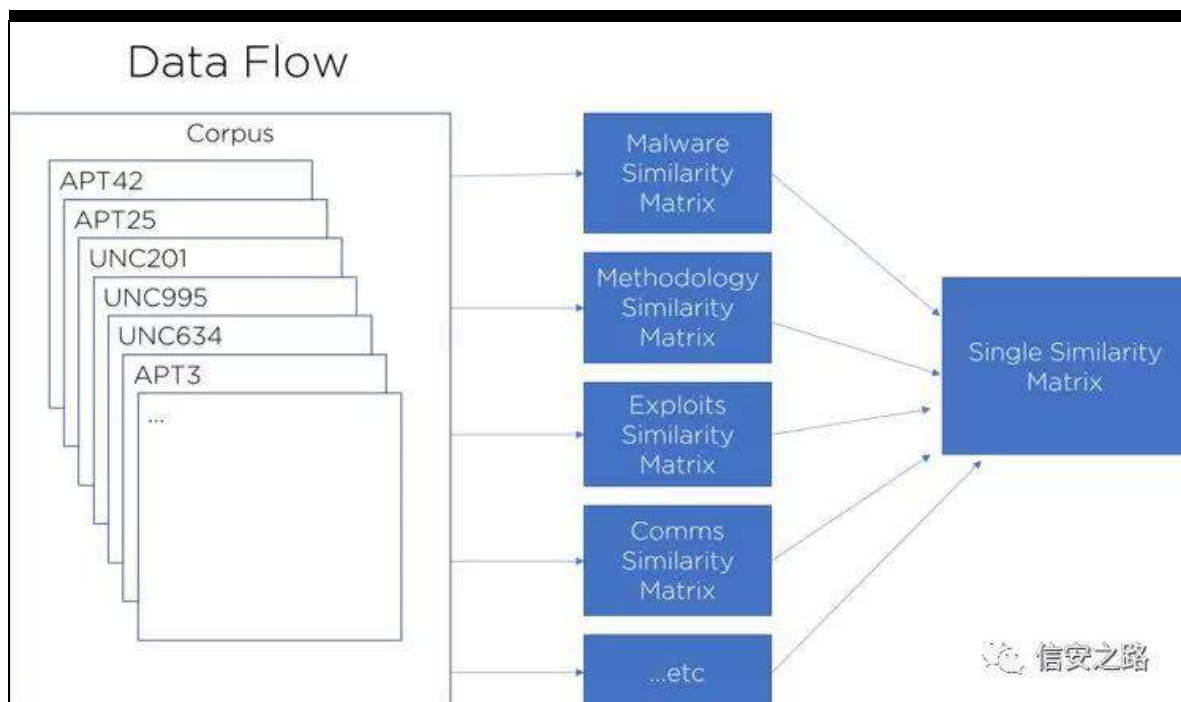 Data Flow
Corpus
APT42
APT25
UNC201
UNC995
UNC634
APT3
...
Malware
Similarity
Matrix
Methodology
Similarity
Matrix
Exploits
Similarity
Matrix
Comms
Similarity
Matrix
...etc
Single Similarity
Matrix
信安之路